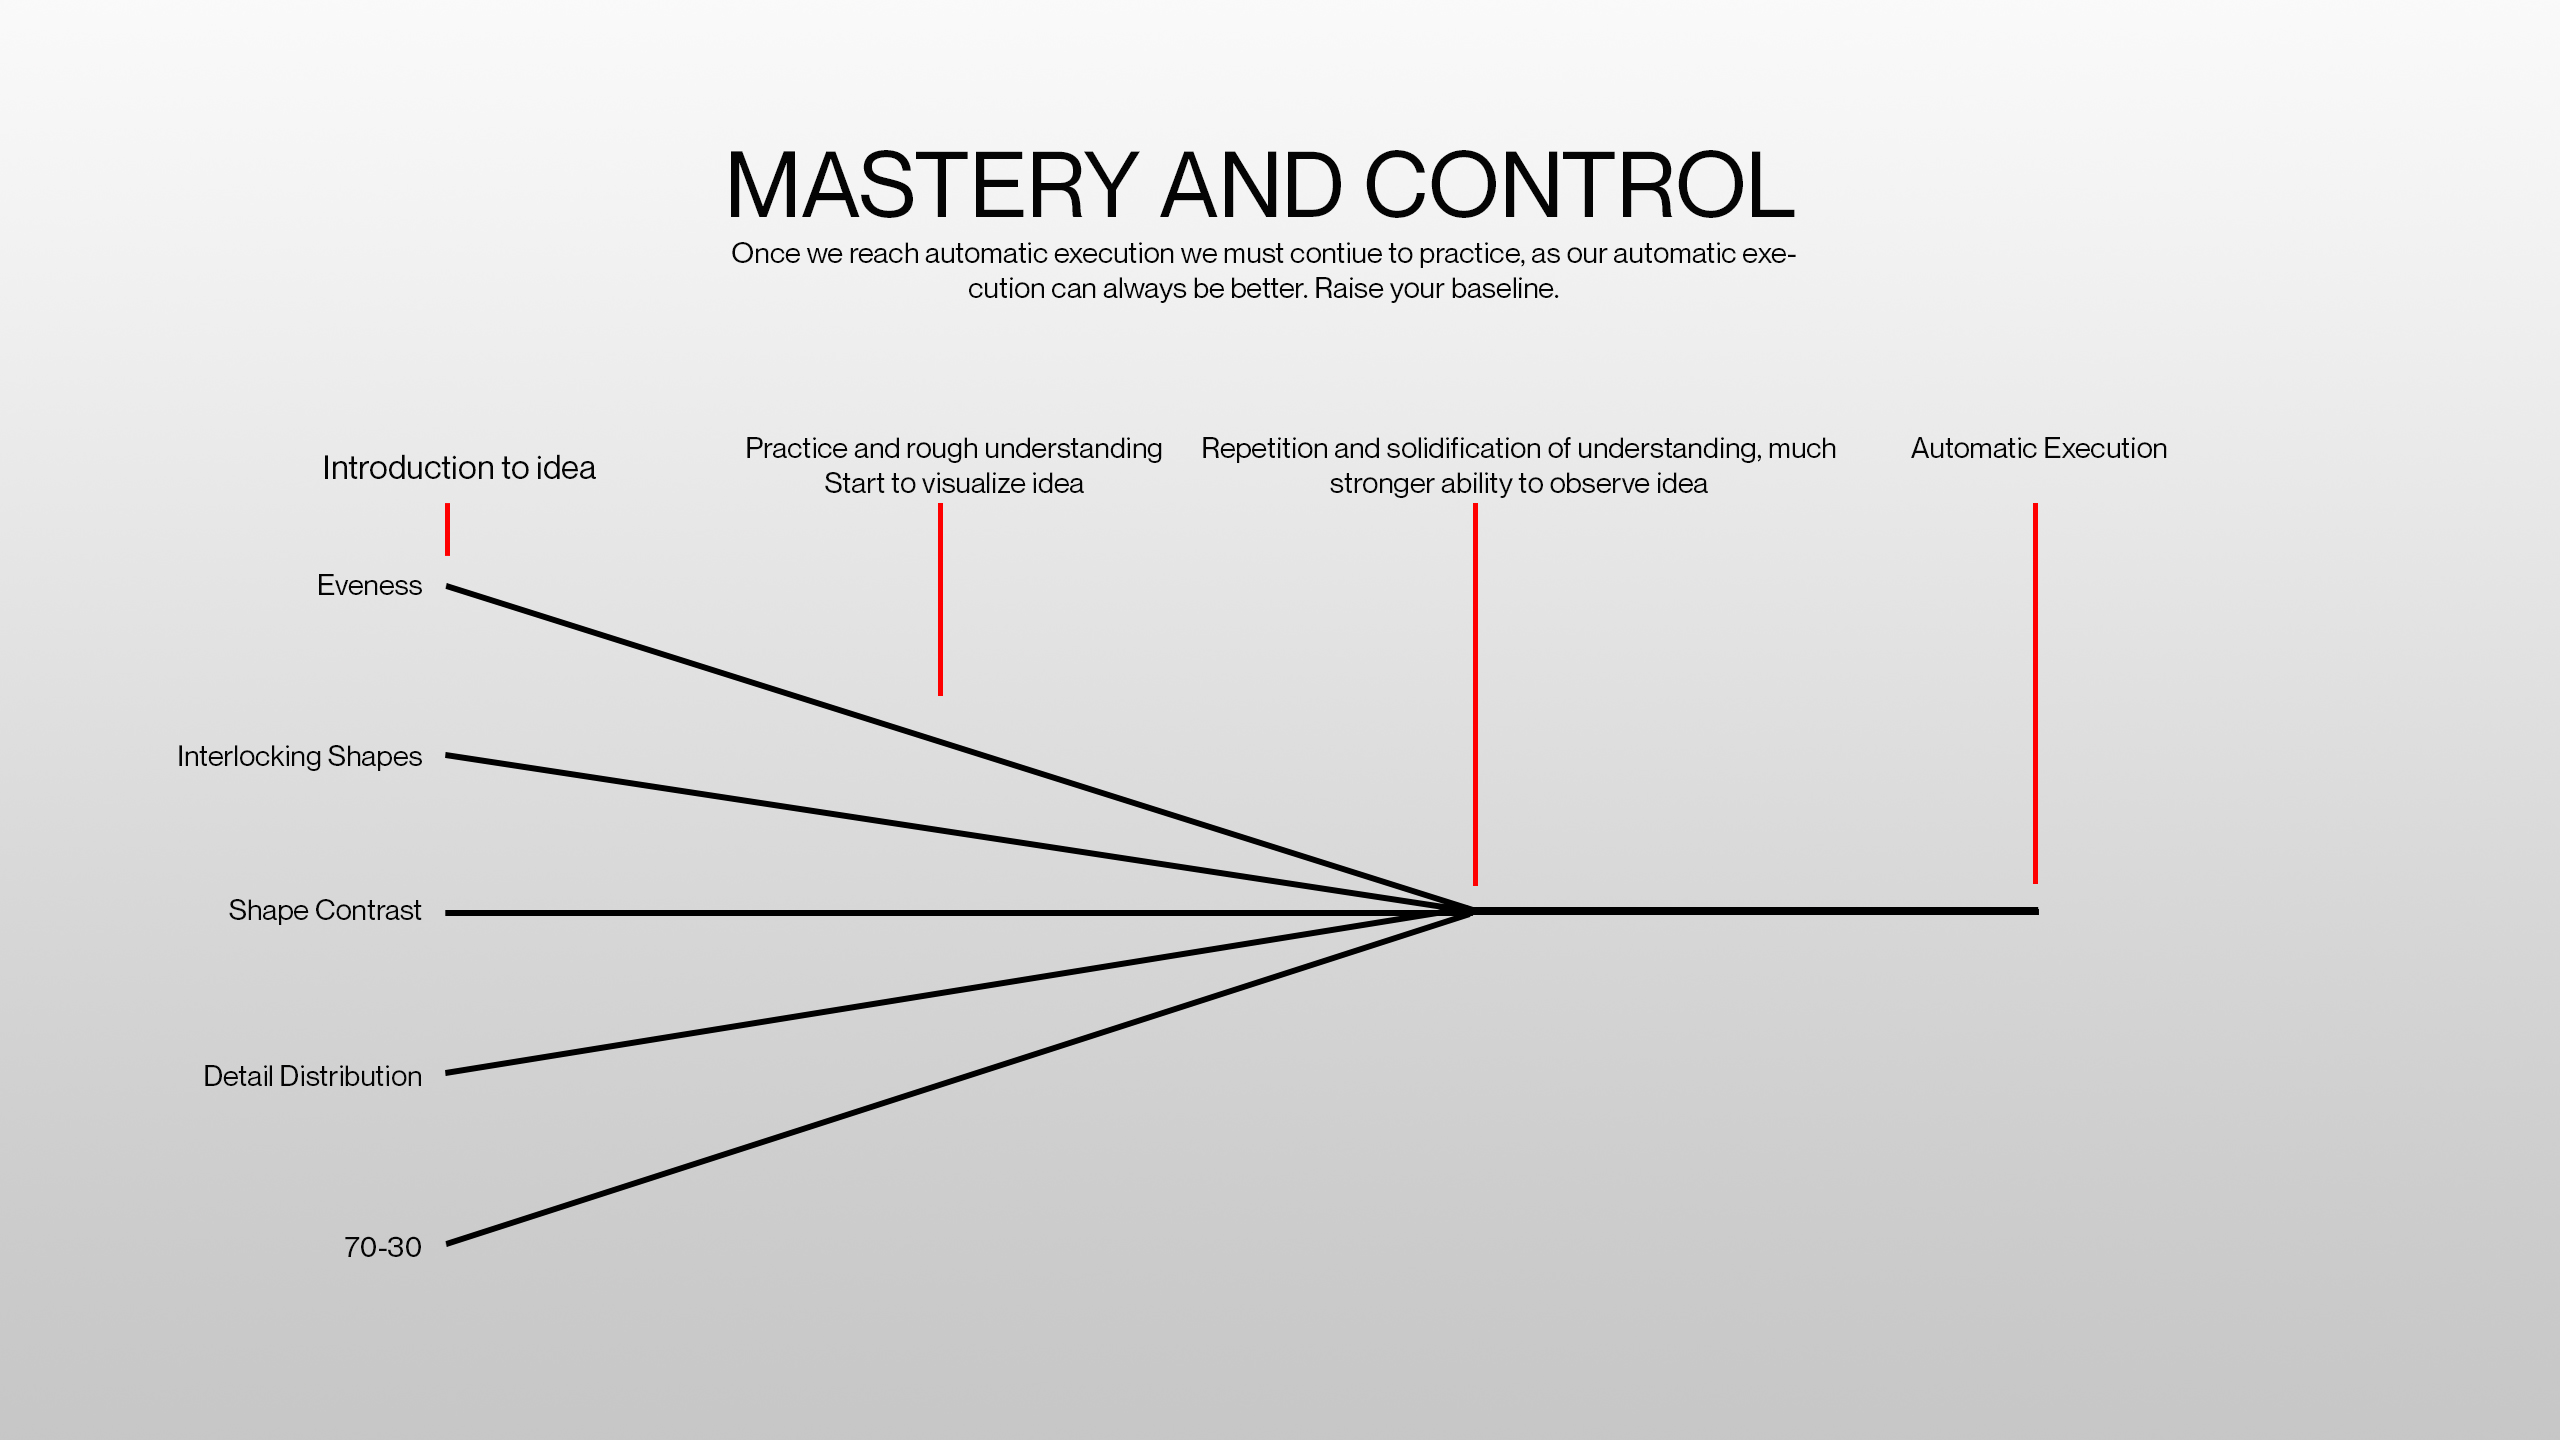 MASTERY AND CONTROL
Once we reach automatic execution we must contiue to practice, as our automatic exe-
cution can always be better. Raise your baseline.
Introduction to idea
Practice and rough understanding
Start to visualize idea
Repetition and solidification of understanding, much
stronger ability to observe idea
Automatic Execution
Eveness
Interlocking Shapes
Shape Contrast
Detail Distribution
70-30